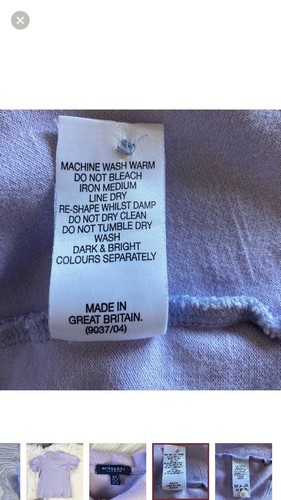 MACHINE WASH WARM
DO NOT BLEACH
IRON MEDIUM
LINE DRY
RE-SHAPE WHILST DAMP
DO NOT DRY CLEAN
DO NOT TUMBLE DRY
WASH
DARK & BRIGHT
COLOURS SEPARATELY
MADE IN
GREAT BRITAIN.
(9037/04)